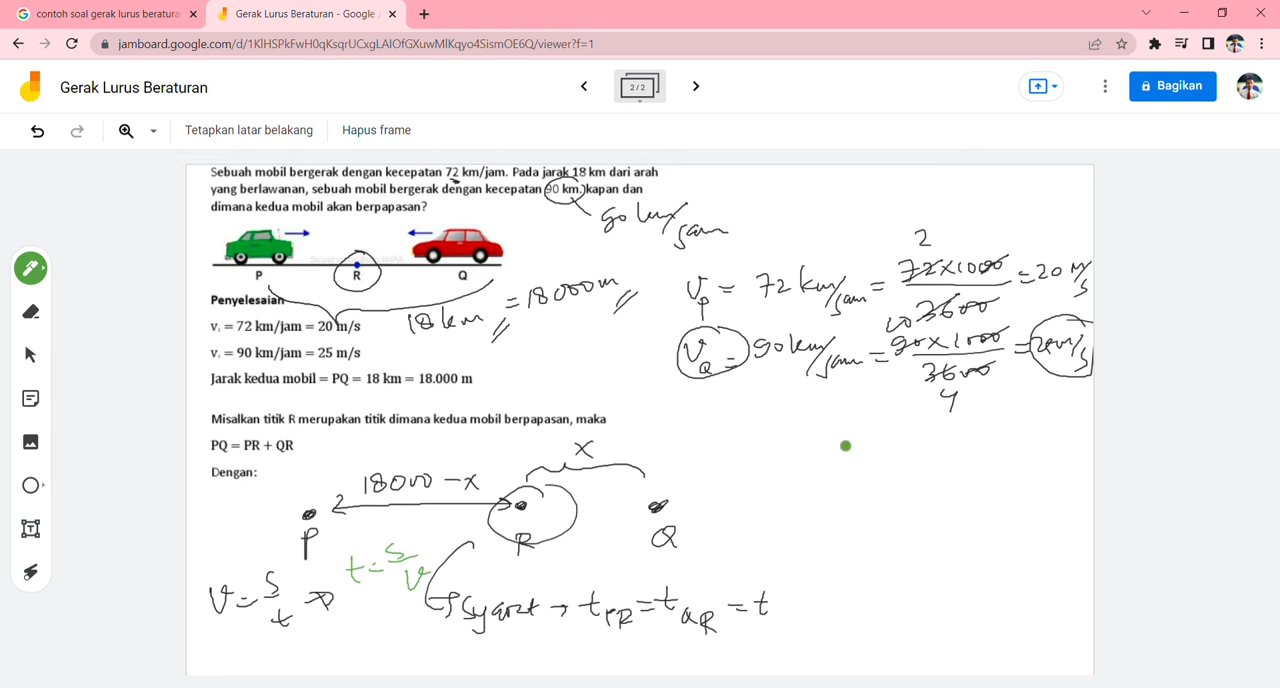 contoh soal gerak lurus beratura
Gerak Lurus Beraturan - Google J
jamboard.google.com/d/1KlHSPkFwH0qKsqrUCxgLAIOfGXuwMlKqyo4SismOE6Q/viewer?f=1
Gerak Lurus Beraturan
2 / 2
Bagikan
Tetapkan latar belakang
Hapus frame
Sebuah mobil bergerak dengan kecepatan 72 km/jam. Pada jarak 18 km dari arah
yang berlawanan, sebuah mobil bergerak dengan kecepatan 90 km. kapan dan
dimana kedua mobil akan berpapasan?
90 km/jam
P R Q
18 km = 18000 m
Vp = 72 km/jam = 72 x 1000 / 3600 = 20 m/s
2
VQ = 90 km/jam = 90 x 1000 / 3600 =
10
4
Penyelesaian
v₁ = 72 km/jam = 20 m/s
v₁ = 90 km/jam = 25 m/s
Jarak kedua mobil = PQ = 18 km = 18.000 m
Misalkan titik R merupakan titik dimana kedua mobil berpapasan, maka
PQ = PR + QR
Dengan:
18000 - x
x
P R Q
t = s/v
v = s/t →
Syarat → tPR = tQR = t